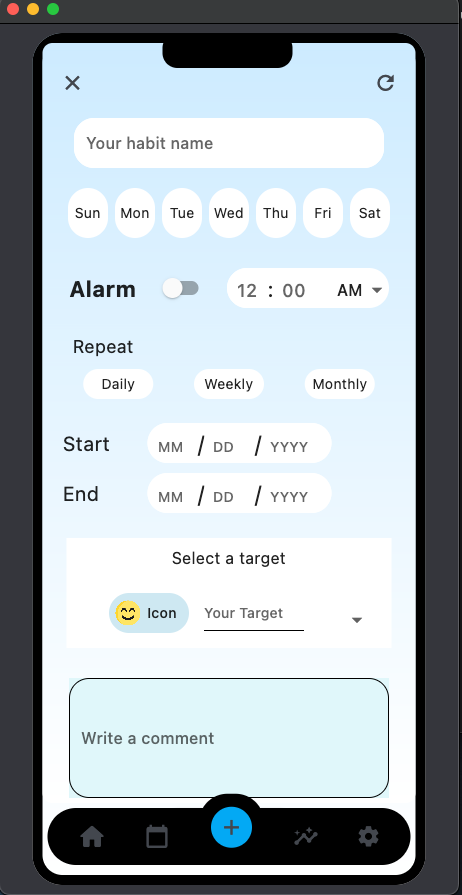 Your habit name
Sun Mon Tue Wed Thu Fri Sat
Alarm 12 : 00 AM
Repeat
Daily Weekly Monthly
Start MM / DD / YYYY
End MM / DD / YYYY
Select a target
Icon Your Target
Write a comment